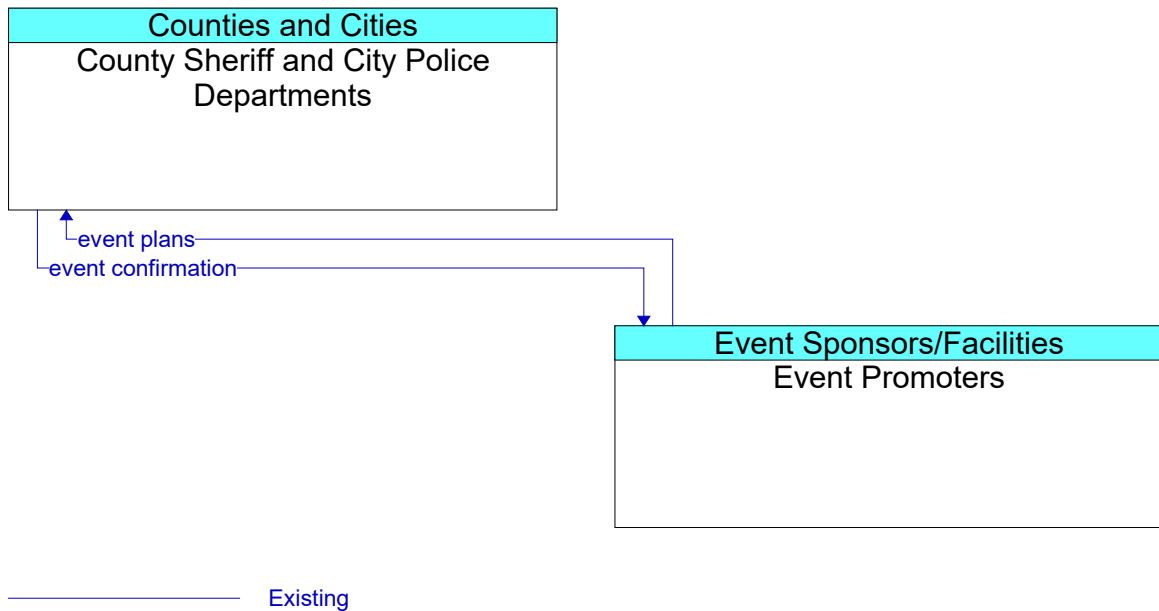 Counties and Cities
County Sheriff and City Police
Departments
event plans
event confirmation
Event Sponsors/Facilities
Event Promoters
Existing